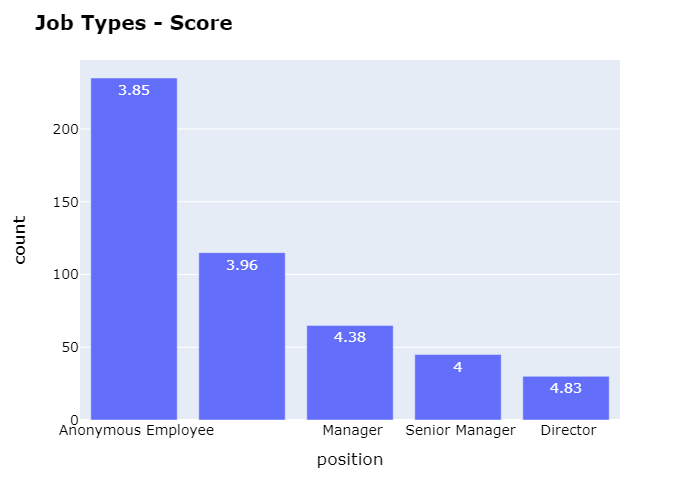 Job Types - Score
count
200
150
100
50
0
3.85
3.96
4.38
4
4.83
Anonymous Employee Manager Senior Manager Director
position